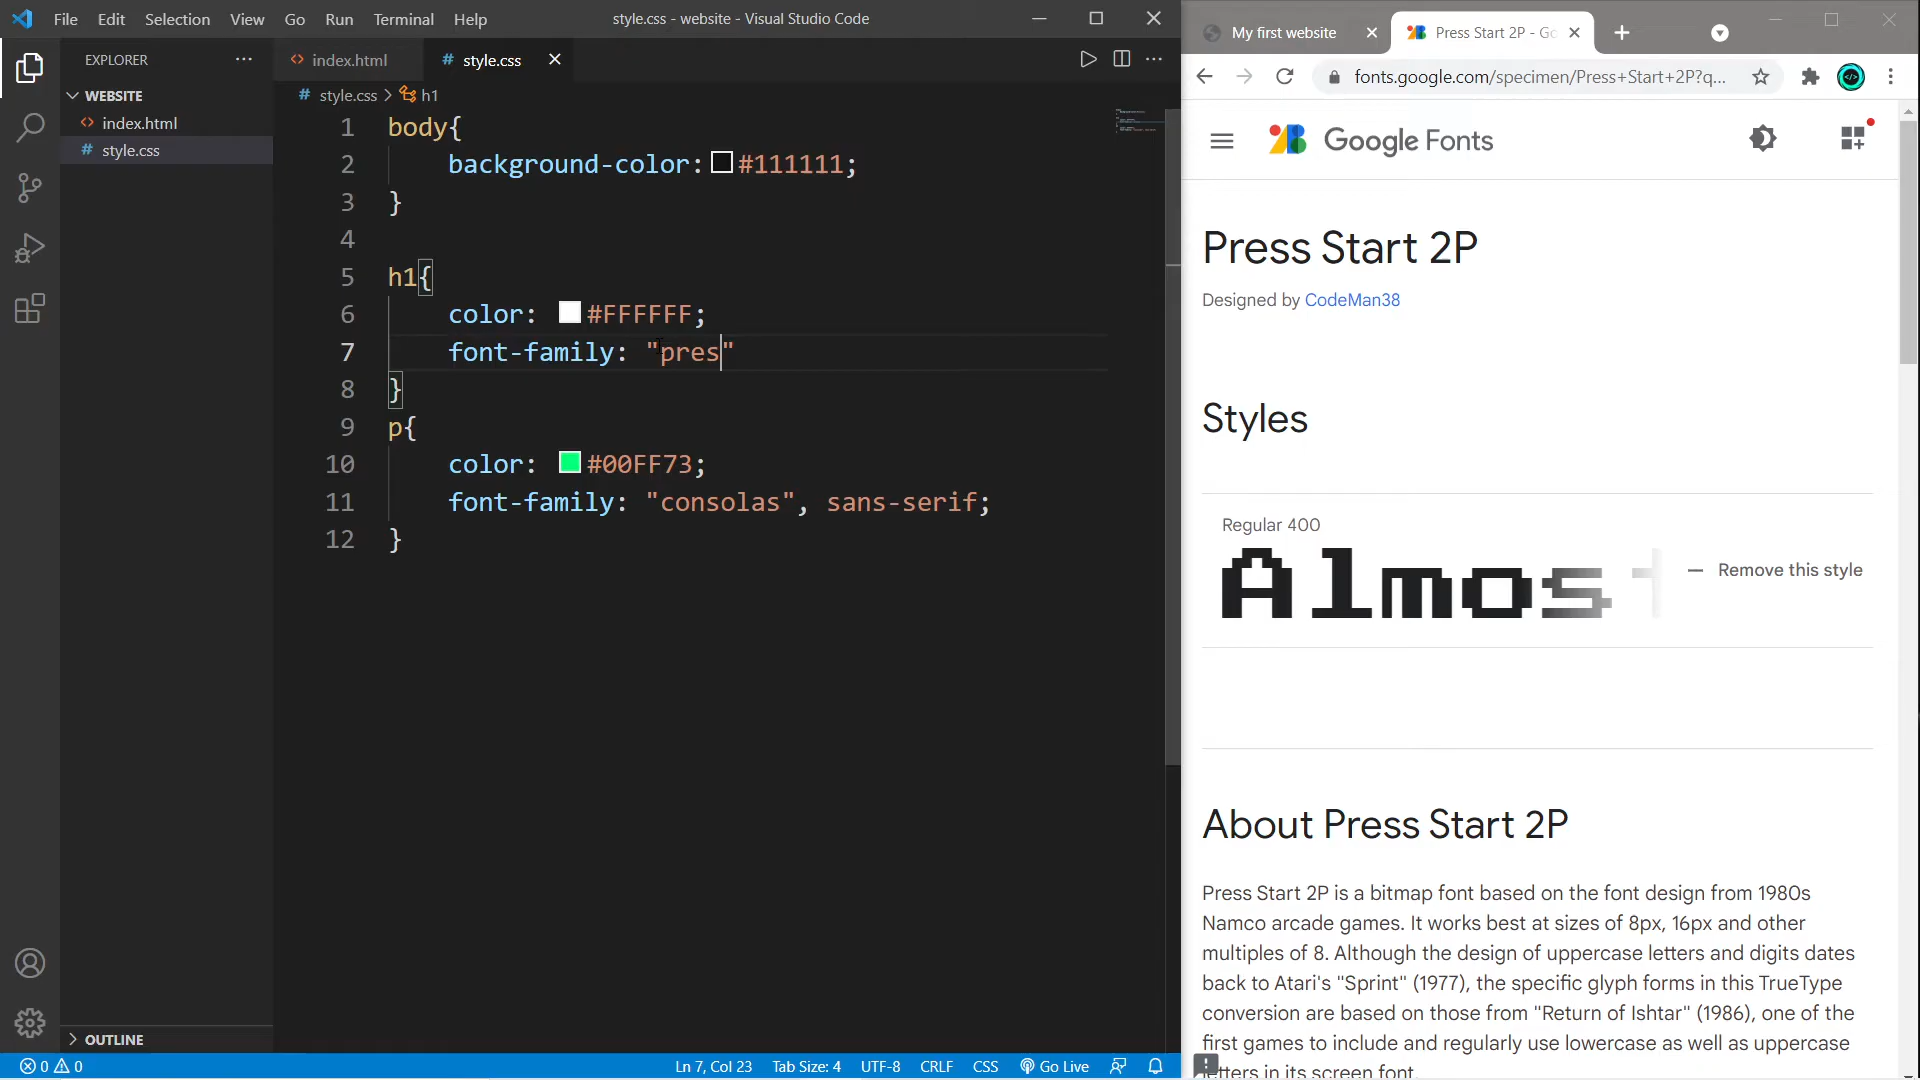 File Edit Selection View Go Run Terminal Help
style.css - website - Visual Studio Code
EXPLORER
WEBSITE
index.html
style.css
OUTLINE
index.html
style.css
style.css > h1
1 body{
2 background-color: #111111;
3 }
4
5 h1{
6 color: #FFFFFF;
7 font-family: "pres"
8 }
9 p{
10 color: #00FF73;
11 font-family: "consolas", sans-serif;
12 }
0 0
Ln 7, Col 23 Tab Size: 4 UTF-8 CRLF CSS Go Live
My first website
Press Start 2P - Go
fonts.google.com/specimen/Press+Start+2P?q...
Google Fonts
Press Start 2P
Designed by CodeMan38
Styles
Regular 400
Almost
Remove this style
About Press Start 2P
Press Start 2P is a bitmap font based on the font design from 1980s
Namco arcade games. It works best at sizes of 8px, 16px and other
multiples of 8. Although the design of uppercase letters and digits dates
back to Atari's "Sprint" (1977), the specific glyph forms in this TrueType
conversion are based on those from "Return of Ishtar" (1986), one of the
first games to include and regularly use lowercase as well as uppercase
letters in its screen font.